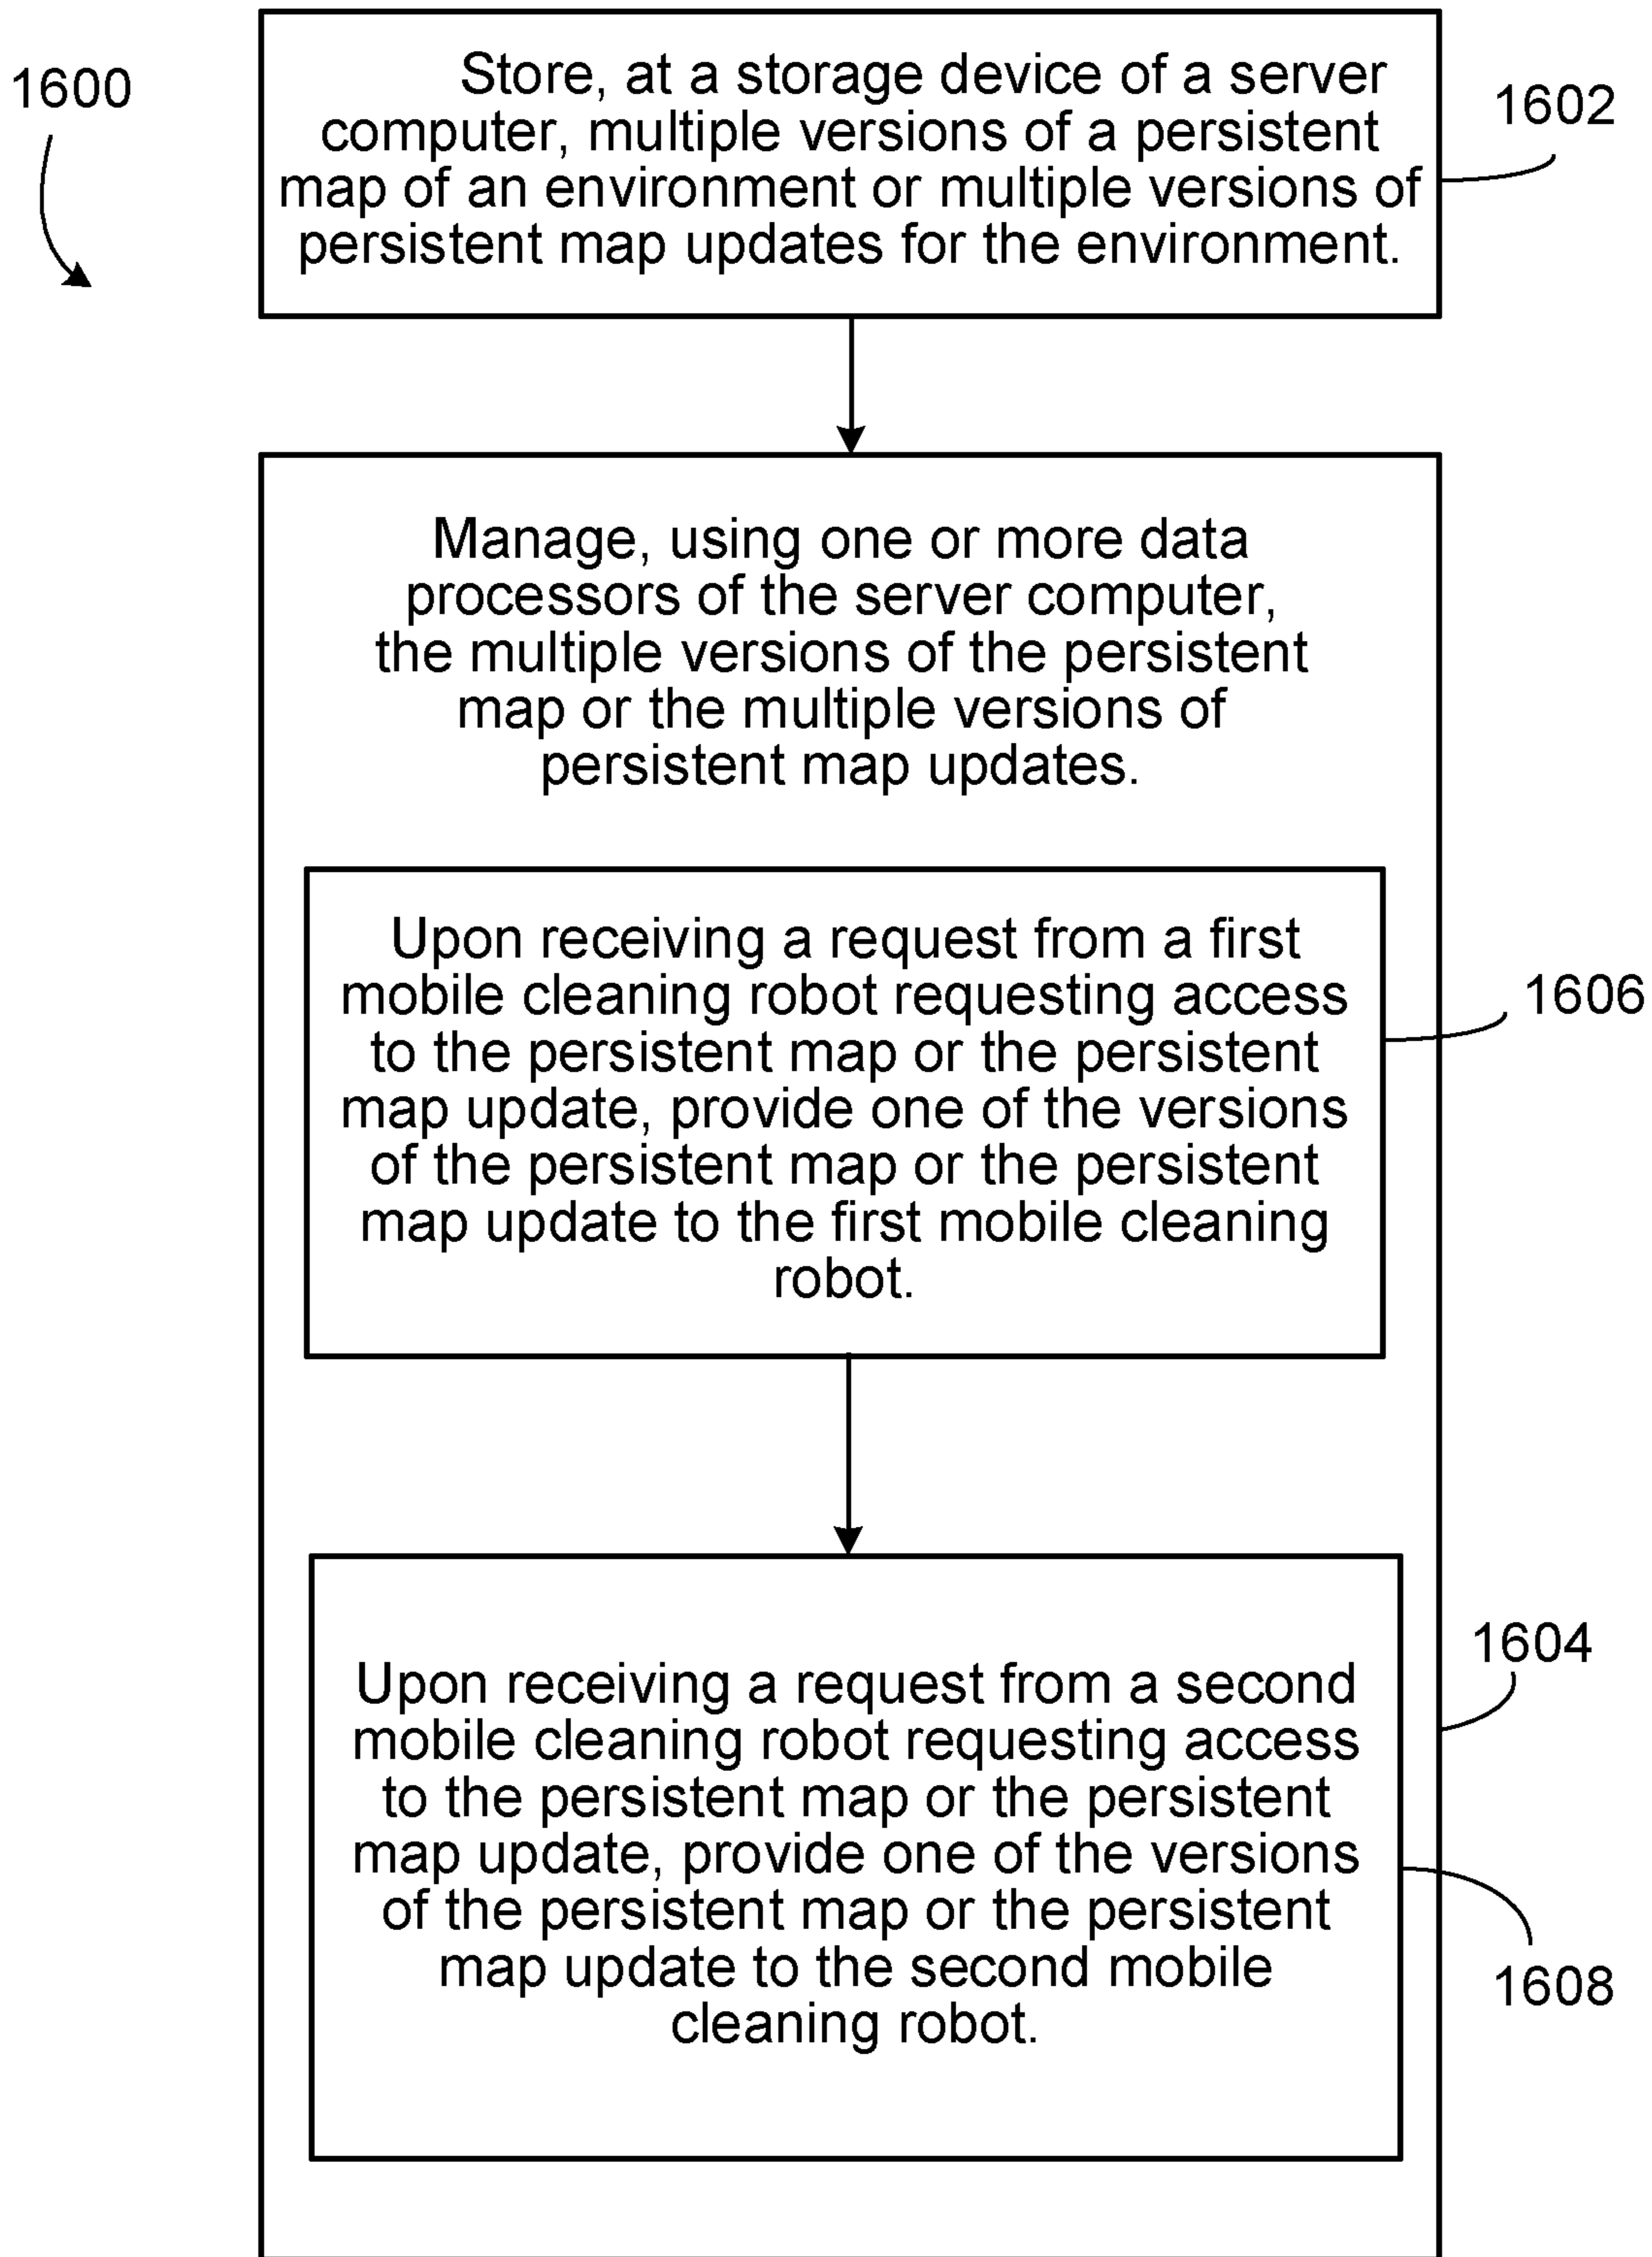 1600
Store, at a storage device of a server
computer, multiple versions of a persistent
map of an environment or multiple versions of
persistent map updates for the environment.
1602
Manage, using one or more data
processors of the server computer,
the multiple versions of the persistent
map or the multiple versions of
persistent map updates.
Upon receiving a request from a first
mobile cleaning robot requesting access
to the persistent map or the persistent
map update, provide one of the versions
of the persistent map or the persistent
map update to the first mobile cleaning
robot.
1606
1604
Upon receiving a request from a second
mobile cleaning robot requesting access
to the persistent map or the persistent
map update, provide one of the versions
of the persistent map or the persistent
map update to the second mobile
cleaning robot.
1608